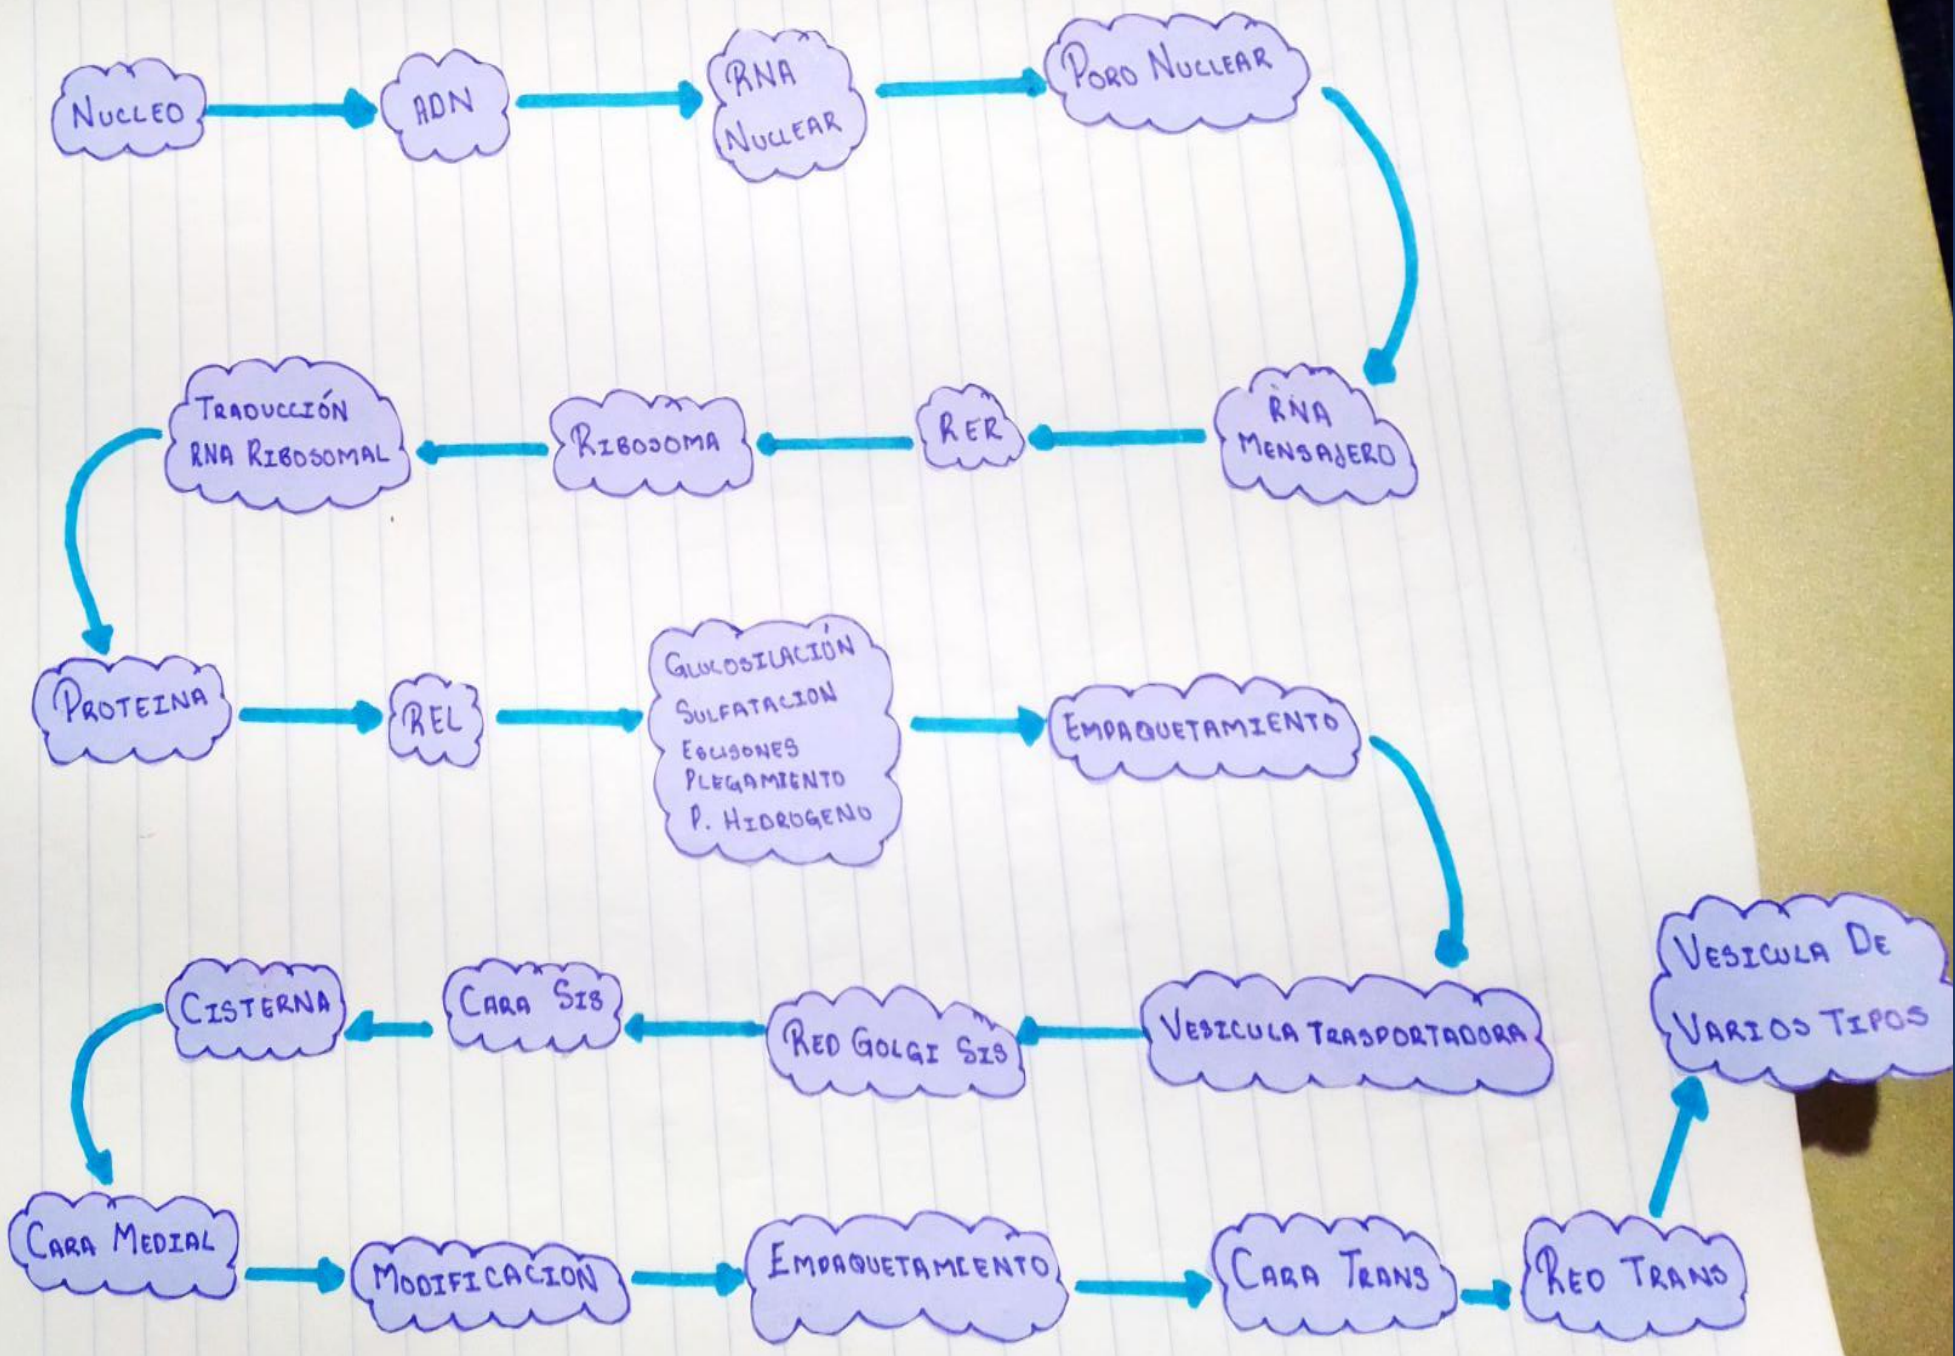 NUCLEO
ADN
RNA
NUCLEAR
PORO NUCLEAR
RNA
MENSAJERO
RER
RIBOSOMA
TRADUCCIÓN
RNA RIBOSOMAL
PROTEINA
REL
GLUCOSILACIÓN
SULFATACION
ESCISONES
PLEGAMIENTO
P. HIDROGENO
EMPAQUETAMIENTO
VESICULA TRASPORTADORA
RED GOLGI SIS
CARA SIS
CISTERNA
CARA MEDIAL
MODIFICACION
EMPAQUETAMIENTO
CARA TRANS
RED TRANS
VESICULA DE
VARIOS TIPOS